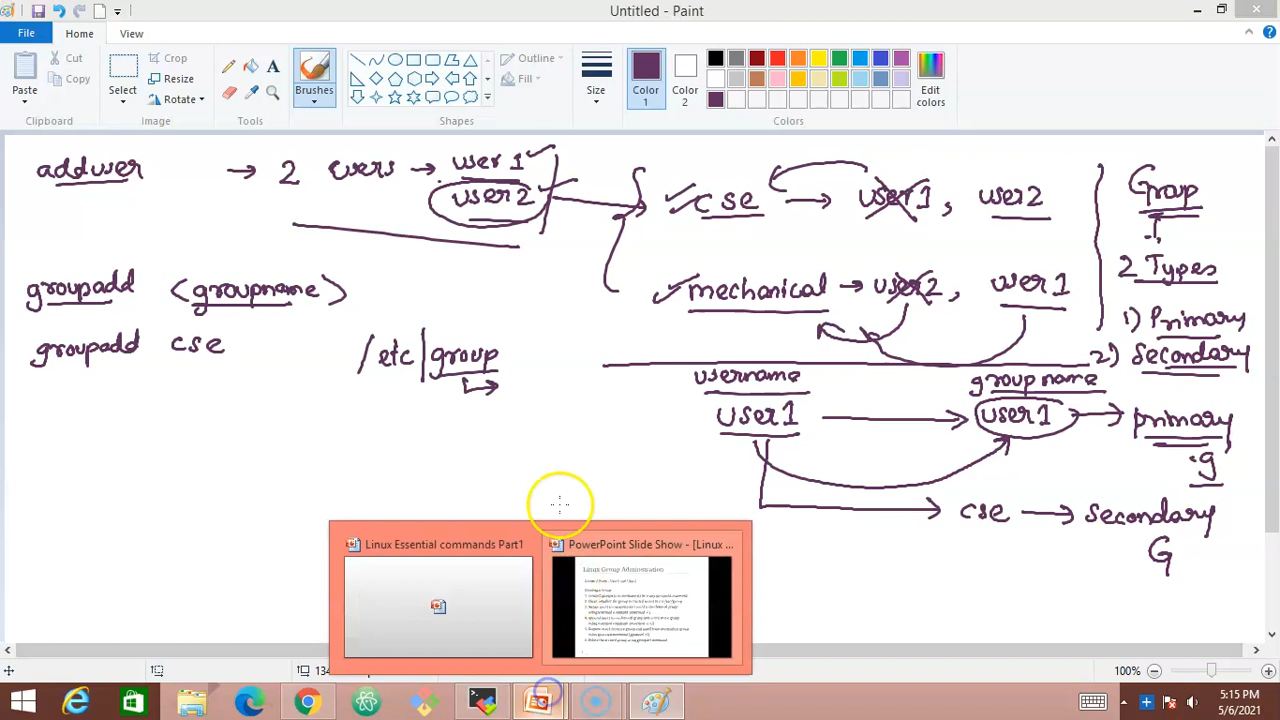 Untitled - Paint
File
Home
View
Paste
Cut
Copy
Clipboard
Select
Crop
Resize
Rotate
Image
Tools
Brushes
Shapes
Outline
Fill
Size
Color 1
Color 2
Edit colors
Colors
adduser → 2 users → user 1
user2
cse → user1, user2
Group
2 Types
groupadd <groupname>
mechanical → user2, user1
1) Primary
groupadd cse
/etc/group
2) Secondary
username
group name
user1 → user1 → primary
g
cse → secondary
G
Linux Essential commands Part1
PowerPoint Slide Show - [Linux ...
Linux Group Administration
100%
5:15 PM
5/6/2021